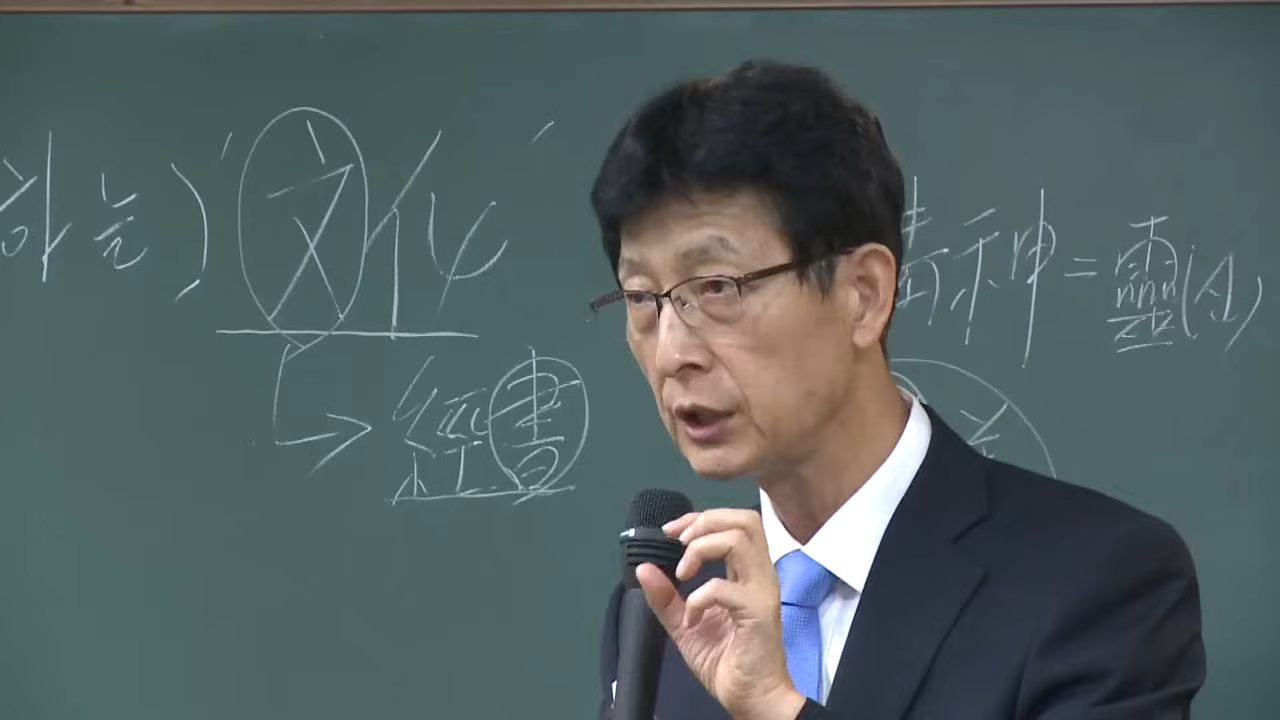 하는) '文化'
精神 = 靈(신)
經書